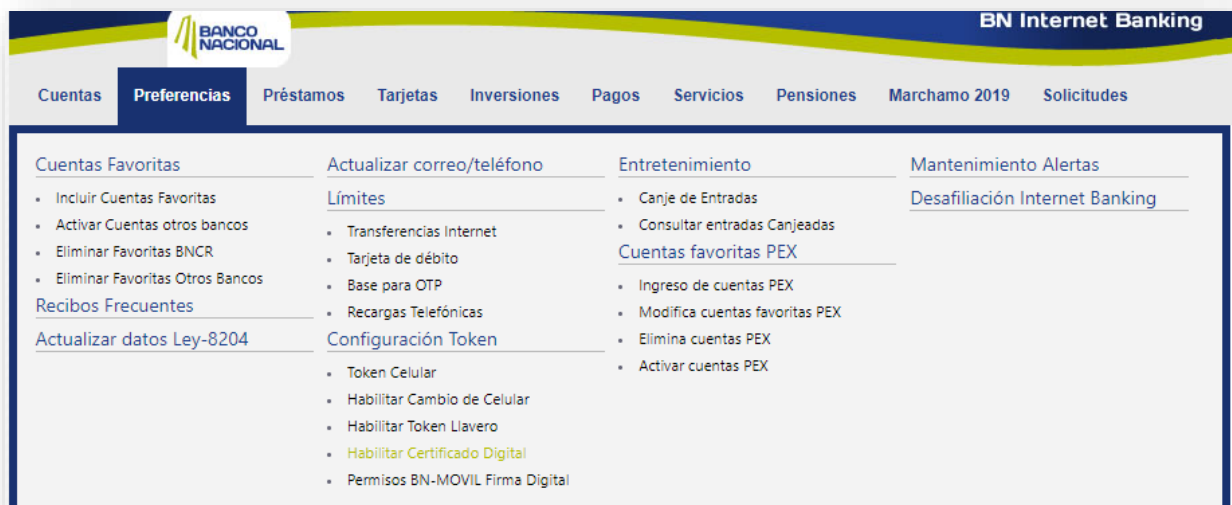 BANCO
NACIONAL
BN Internet Banking
Cuentas Preferencias Préstamos Tarjetas Inversiones Pagos Servicios Pensiones Marchamo 2019 Solicitudes
Cuentas Favoritas
Incluir Cuentas Favoritas
Activar Cuentas otros bancos
Eliminar Favoritas BNCR
Eliminar Favoritas Otros Bancos
Recibos Frecuentes
Actualizar datos Ley-8204
Actualizar correo/teléfono
Límites
Transferencias Internet
Tarjeta de débito
Base para OTP
Recargas Telefónicas
Configuración Token
Token Celular
Habilitar Cambio de Celular
Habilitar Token Llavero
Habilitar Certificado Digital
Permisos BN-MOVIL Firma Digital
Entretenimiento
Canje de Entradas
Consultar entradas Canjeadas
Cuentas favoritas PEX
Ingreso de cuentas PEX
Modifica cuentas favoritas PEX
Elimina cuentas PEX
Activar cuentas PEX
Mantenimiento Alertas
Desafiliación Internet Banking